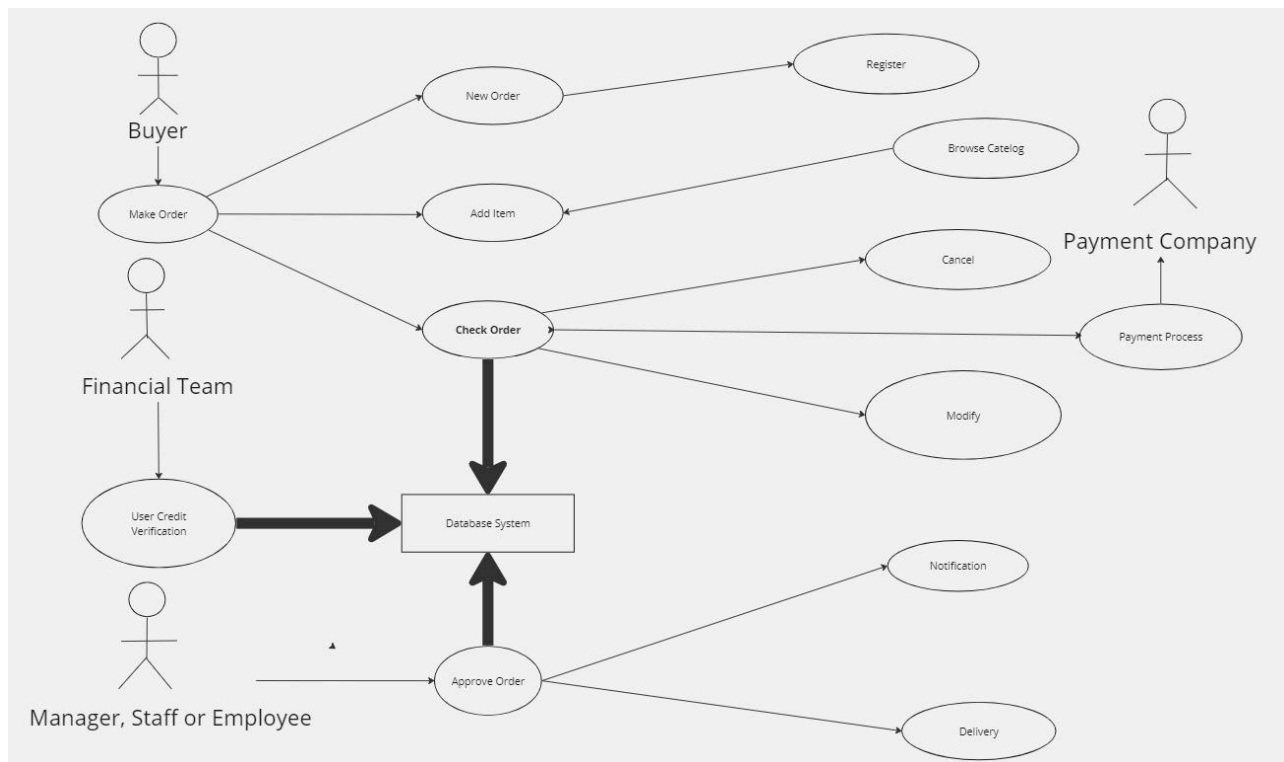 Register
New Order
Buyer
Browse Catelog
Make Order
Add Item
Payment Company
Cancel
Check Order
Payment Process
Financial Team
Modify
User Credit
Verification
Database System
Notification
Approve Order
Manager, Staff or Employee
Delivery